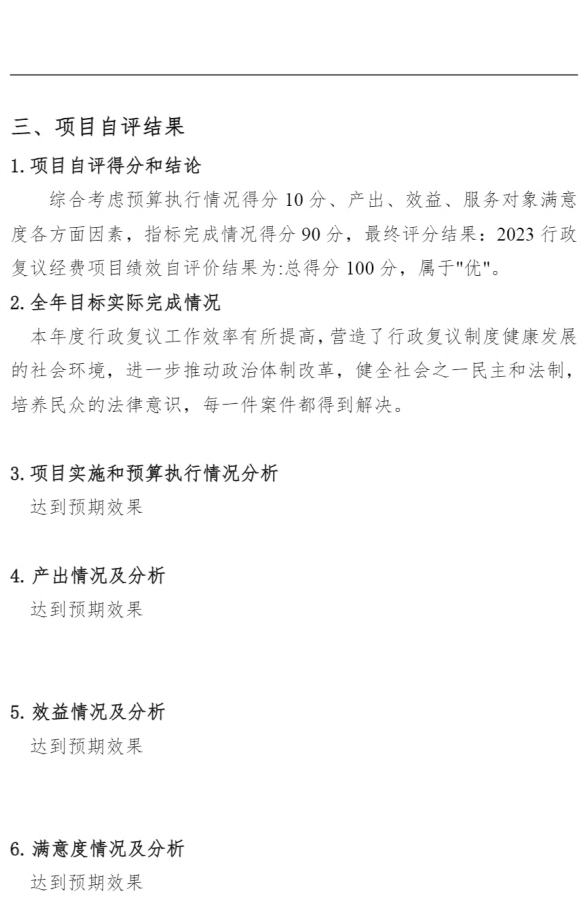 三、项目自评结果
1.项目自评得分和结论
综合考虑预算执行情况得分 10 分、产出、效益、服务对象满意
度各方面因素，指标完成情况得分 90 分，最终评分结果：2023 行政
复议经费项目绩效自评价结果为:总得分 100 分，属于"优"。
2.全年目标实际完成情况
本年度行政复议工作效率有所提高,营造了行政复议制度健康发展
的社会环境，进一步推动政治体制改革，健全社会之一民主和法制，
培养民众的法律意识，每一件案件都得到解决。
3.项目实施和预算执行情况分析
达到预期效果
4. 产出情况及分析
达到预期效果
5. 效益情况及分析
达到预期效果
6. 满意度情况及分析
达到预期效果